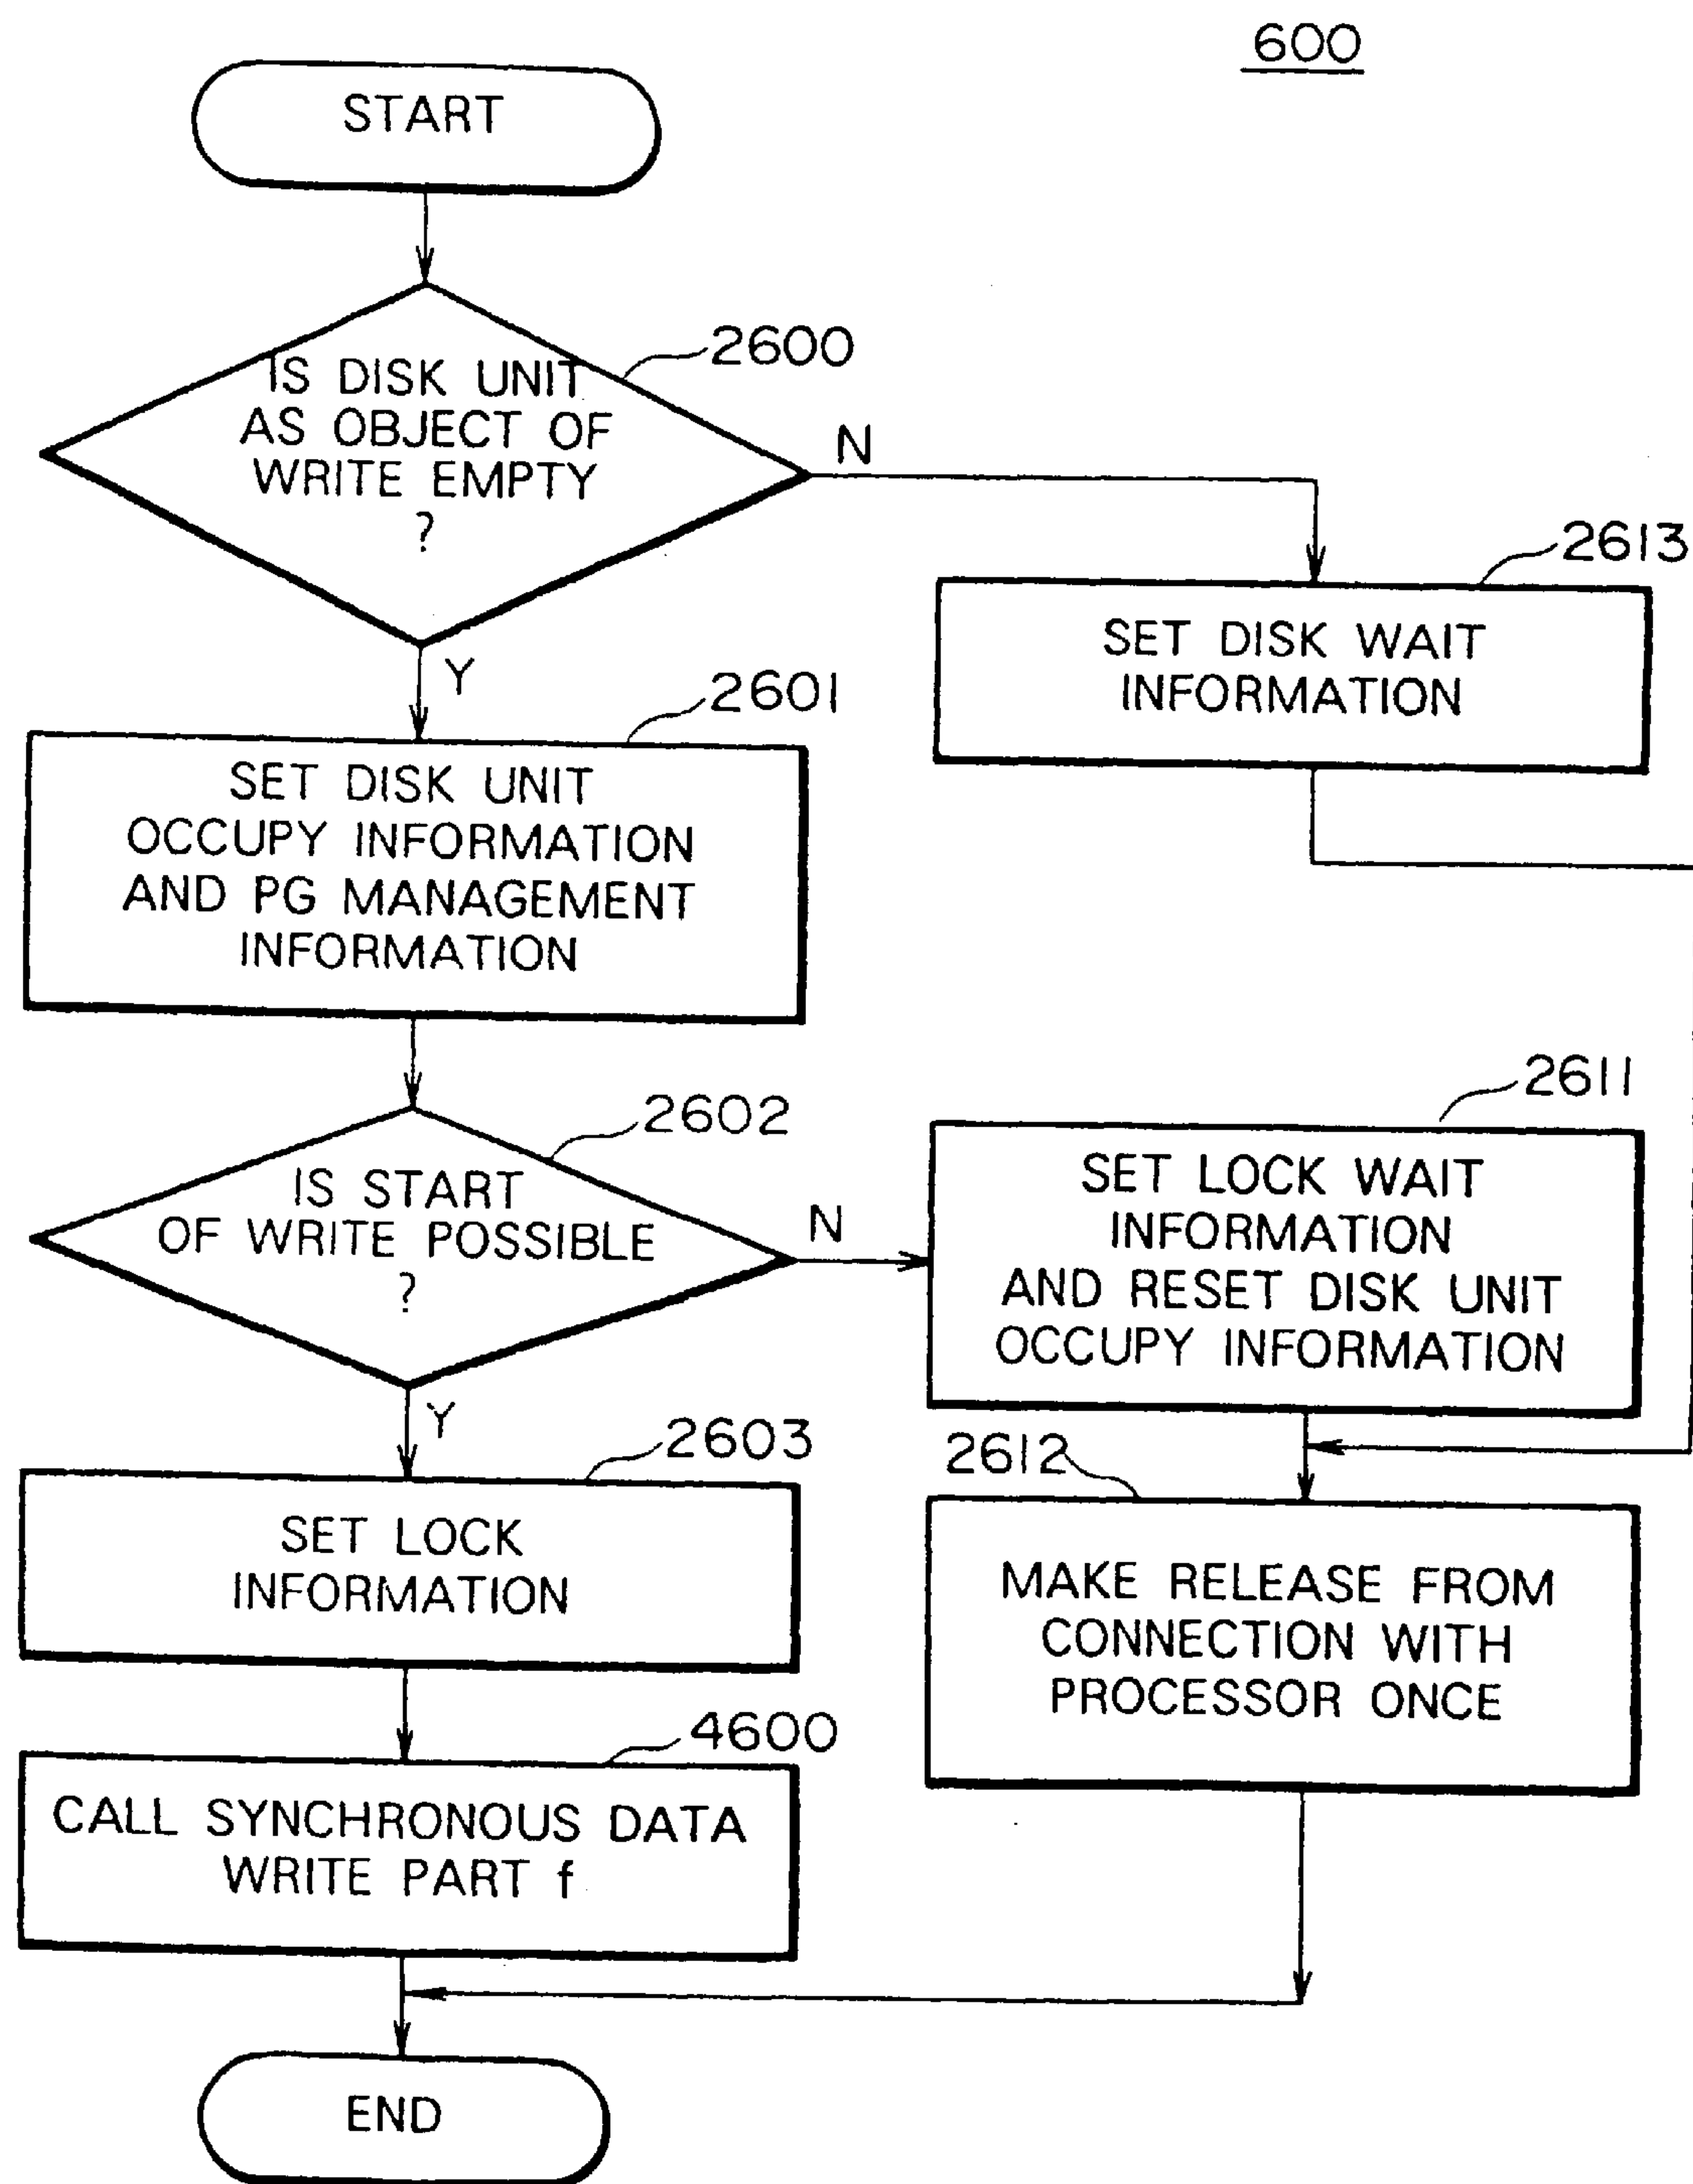 600
START
2600
IS DISK UNIT
AS OBJECT OF
WRITE EMPTY
?
N
Y
2613
SET DISK WAIT
INFORMATION
2601
SET DISK UNIT
OCCUPY INFORMATION
AND PG MANAGEMENT
INFORMATION
2602
IS START
OF WRITE POSSIBLE
?
N
Y
2611
SET LOCK WAIT
INFORMATION
AND RESET DISK UNIT
OCCUPY INFORMATION
2603
SET LOCK
INFORMATION
2612
MAKE RELEASE FROM
CONNECTION WITH
PROCESSOR ONCE
4600
CALL SYNCHRONOUS DATA
WRITE PART f
END